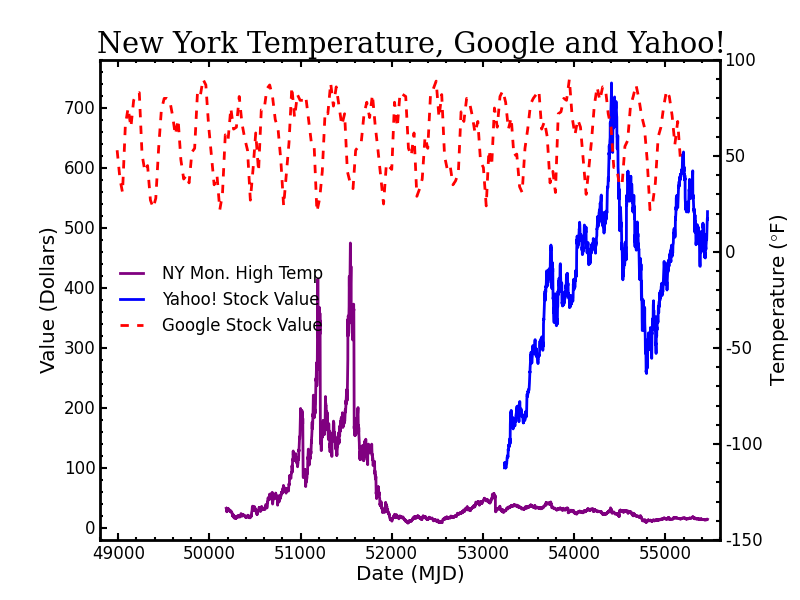 New York Temperature, Google and Yahoo!
100
700
600
50
500
0
NY Mon. High Temp
400
Yahoo! Stock Value
Google Stock Value
300
-50
200
-100
100
0
-150
Value (Dollars)
Temperature (°F)
49000 50000 51000 52000 53000 54000 55000
Date (MJD)